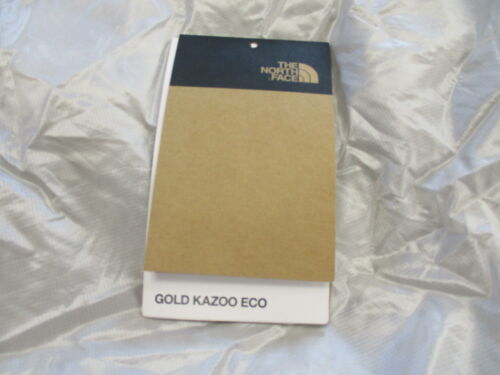 THE
NORTH
FACE
GOLD KAZOO ECO